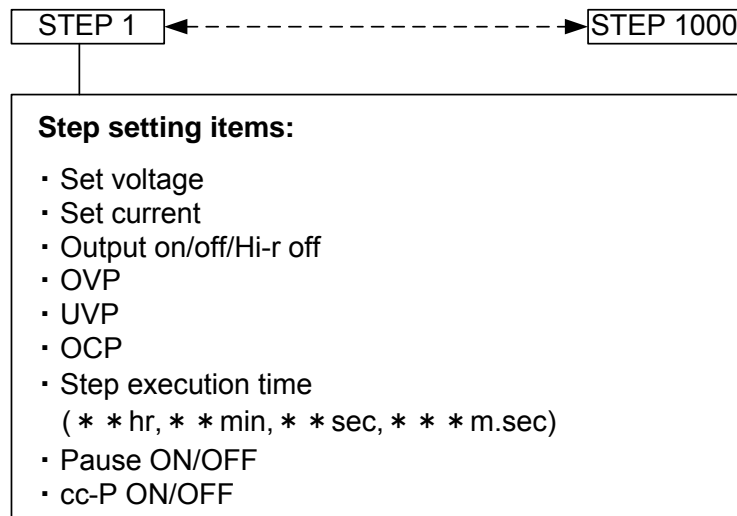 STEP 1
STEP 1000
Step setting items:
・Set voltage
・Set current
・Output on/off/Hi-r off
・OVP
・UVP
・OCP
・Step execution time
(＊＊hr,＊＊min,＊＊sec,＊＊＊m.sec)
・Pause ON/OFF
・cc-P ON/OFF